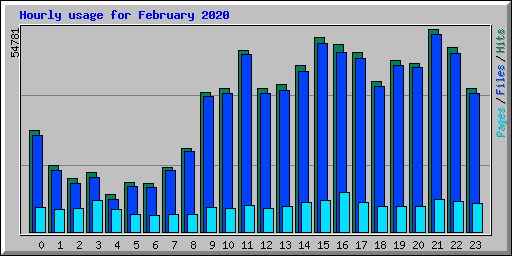 Hourly usage for February 2020
54781
Pages / Files / Hits
0 1 2 3 4 5 6 7 8 9 10 11 12 13 14 15 16 17 18 19 20 21 22 23